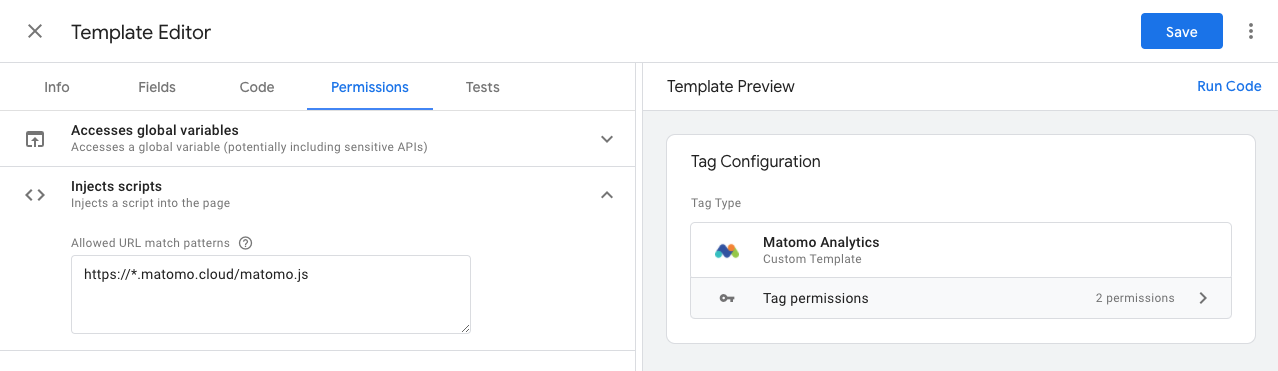 Template Editor
Save
Info
Fields
Code
Permissions
Tests
Accesses global variables
Accesses a global variable (potentially including sensitive APIs)
Injects scripts
Injects a script into the page
Allowed URL match patterns ?
https://*.matomo.cloud/matomo.js
Template Preview
Run Code
Tag Configuration
Tag Type
Matomo Analytics
Custom Template
Tag permissions
2 permissions